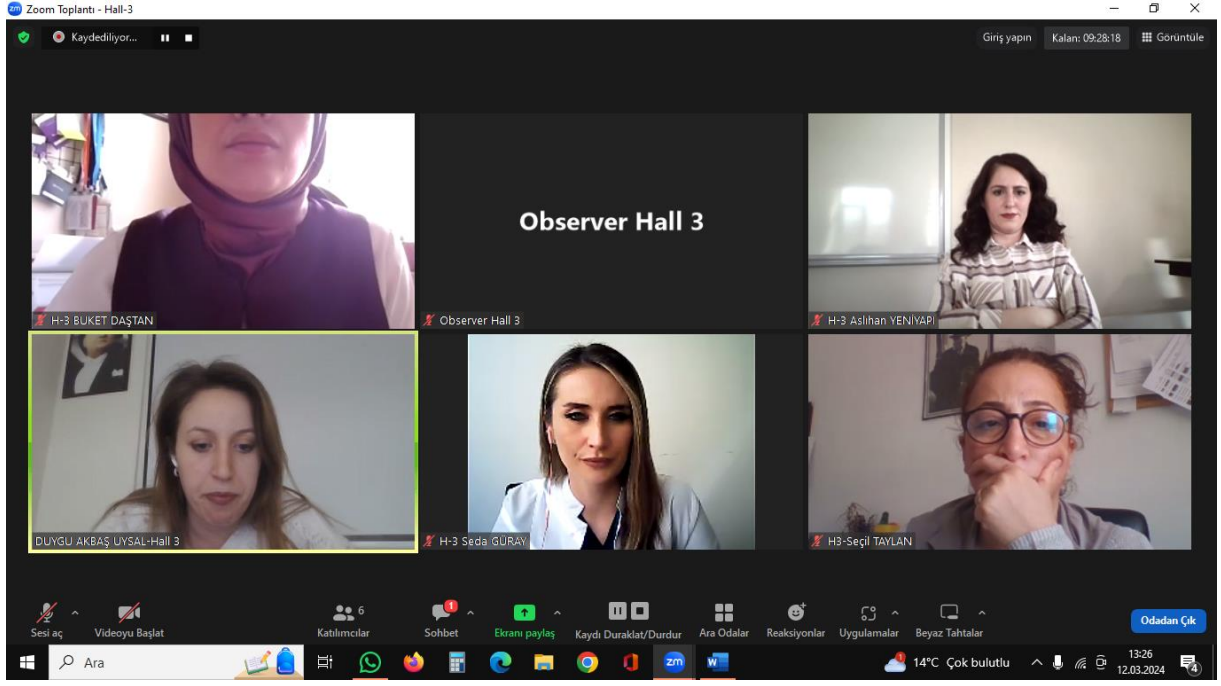 Zoom Toplantı - Hall-3
Kaydediliyor...
Giriş yapın
Kalan: 09:28:18
Görüntüle
H-3 BUKET DAŞTAN
Observer Hall 3
Observer Hall 3
H-3 Aslıhan YENİYAPI
DUYGU AKBAŞ UYSAL-Hall 3
H-3 Seda GÜRAY
H3-Seçil TAYLAN
Sesi aç
Videoyu Başlat
6
Katılımcılar
1
Sohbet
Ekranı paylaş
Kaydı Duraklat/Durdur
Ara Odalar
Reaksiyonlar
Uygulamalar
Beyaz Tahtalar
Odadan Çık
Ara
zm
W
14°C Çok bulutlu
13:26
12.03.2024
4